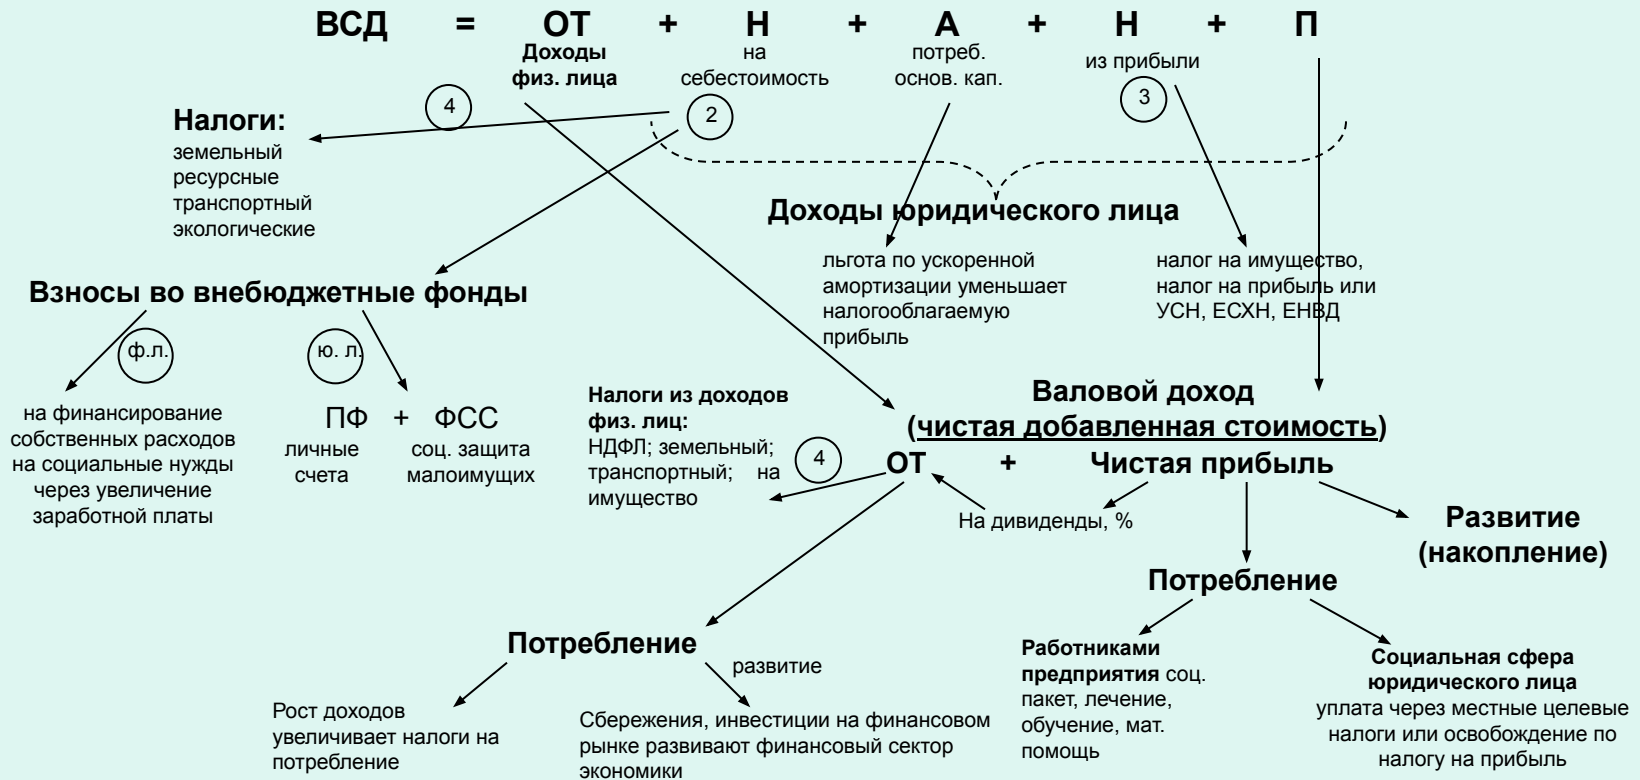 ВСД = ОТ + Н + А + Н + П
Доходы
физ. лица
на
себестоимость
потреб.
основ. кап.
из прибыли
4
2
3
Налоги:
земельный
ресурсные
транспортный
экологические
Доходы юридического лица
льгота по ускоренной
амортизации уменьшает
налогооблагаемую
прибыль
налог на имущество,
налог на прибыль или
УСН, ЕСХН, ЕНВД
Взносы во внебюджетные фонды
ф.л.
ю. л.
на финансирование
собственных расходов
на социальные нужды
через увеличение
заработной платы
ПФ + ФСС
личные
счета
соц. защита
малоимущих
Налоги из доходов
физ. лиц:
НДФЛ; земельный;
транспортный; на
имущество
4
Валовой доход
(чистая добавленная стоимость)
ОТ + Чистая прибыль
На дивиденды, %
Развитие
(накопление)
Потребление
Потребление
развитие
Рост доходов
увеличивает налоги на
потребление
Сбережения, инвестиции на финансовом
рынке развивают финансовый сектор
экономики
Работниками
предприятия соц.
пакет, лечение,
обучение, мат.
помощь
Социальная сфера
юридического лица
уплата через местные целевые
налоги или освобождение по
налогу на прибыль